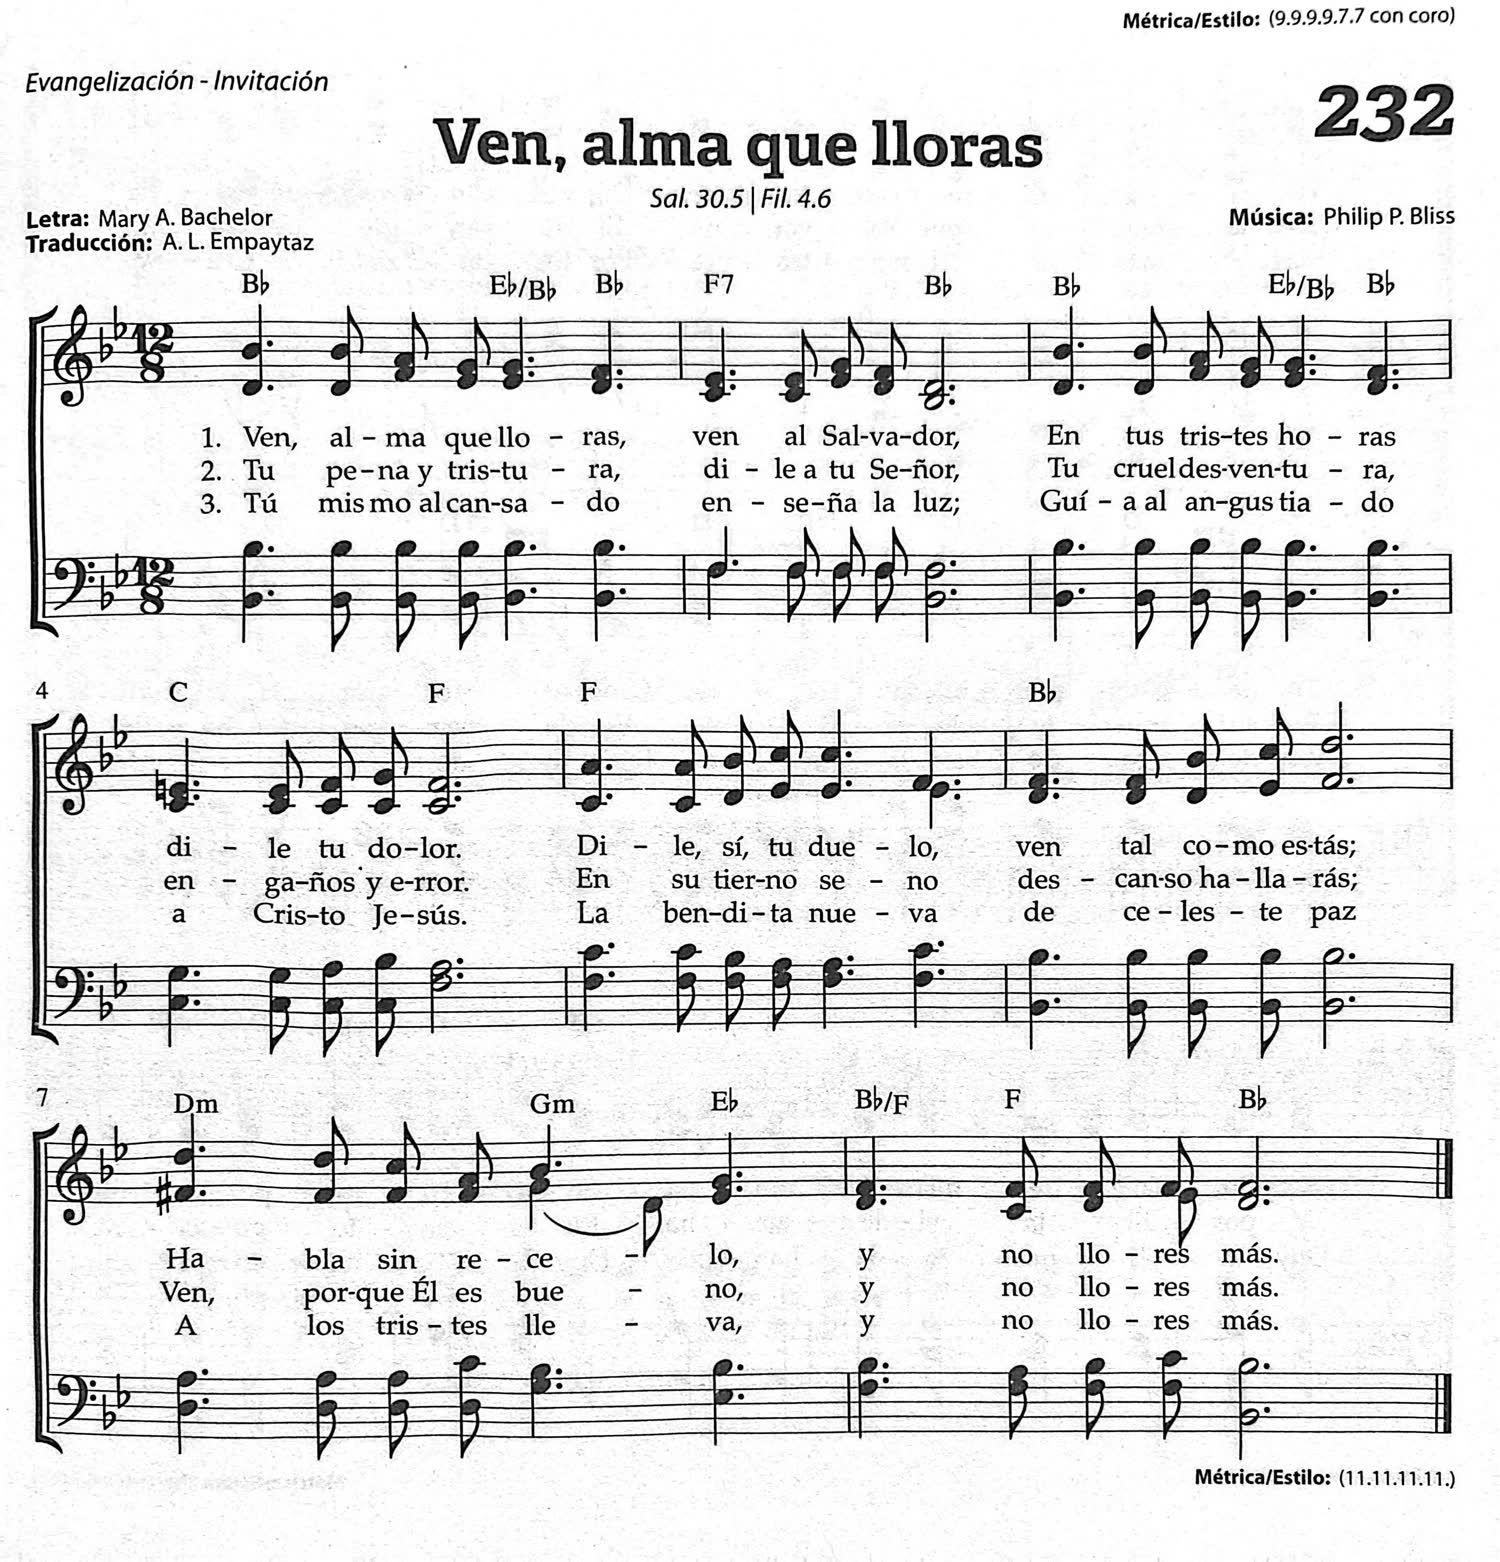 Métrica/Estilo: (9.9.9.9.7.7 con coro)
Evangelización - Invitación
232
Ven, alma que lloras
Sal. 30.5 | Fil. 4.6
Letra: Mary A. Bachelor
Música: Philip P. Bliss
Traducción: A. L. Empaytaz
B♭ E♭/B♭ B♭ F7 B♭ B♭ E♭/B♭ B♭
12 8
1. Ven, al – ma que llo – ras, ven al Sal-va–dor, En tus tris–tes ho – ras
2. Tu pe–na y tris–tu – ra, di – le a tu Se–ñor, Tu cruel des-ven-tu – ra,
3. Tú mis mo al can-sa – do en – se–ña la luz; Guí – a al an–gus tia – do
12 8
4 C F F B♭
di – le tu do–lor. Di – le, sí, tu due – lo, ven tal co–mo es-tás;
en – ga–ños y e-rror. En su tier-no se – no des – can-so ha – lla – rás;
a Cris–to Je–sús. La ben–di–ta nue – va de ce – les – te paz
7 Dm Gm E♭ B♭/F F B♭
Ha – bla sin re – ce – lo, y no llo – res más.
Ven, por-que Él es bue – no, y no llo – res más.
A los tris – tes lle – va, y no llo – res más.
Métrica/Estilo: (11.11.11.11.)